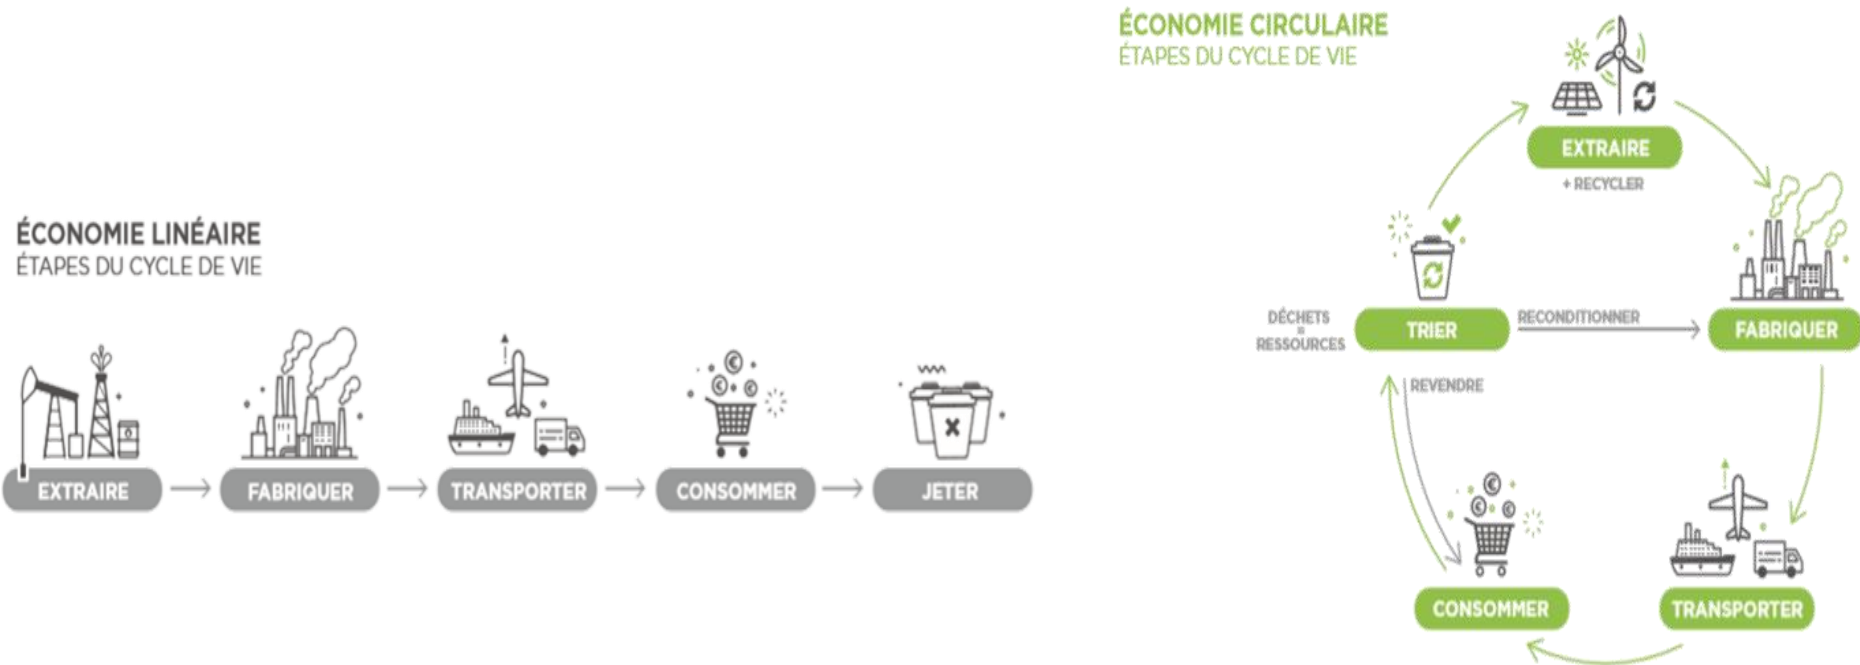 ÉCONOMIE LINÉAIRE
ÉTAPES DU CYCLE DE VIE
EXTRAIRE
FABRIQUER
TRANSPORTER
CONSOMMER
JETER
ÉCONOMIE CIRCULAIRE
ÉTAPES DU CYCLE DE VIE
EXTRAIRE
+ RECYCLER
FABRIQUER
TRANSPORTER
CONSOMMER
REVENDRE
TRIER
RECONDITIONNER
DÉCHETS
=
RESSOURCES